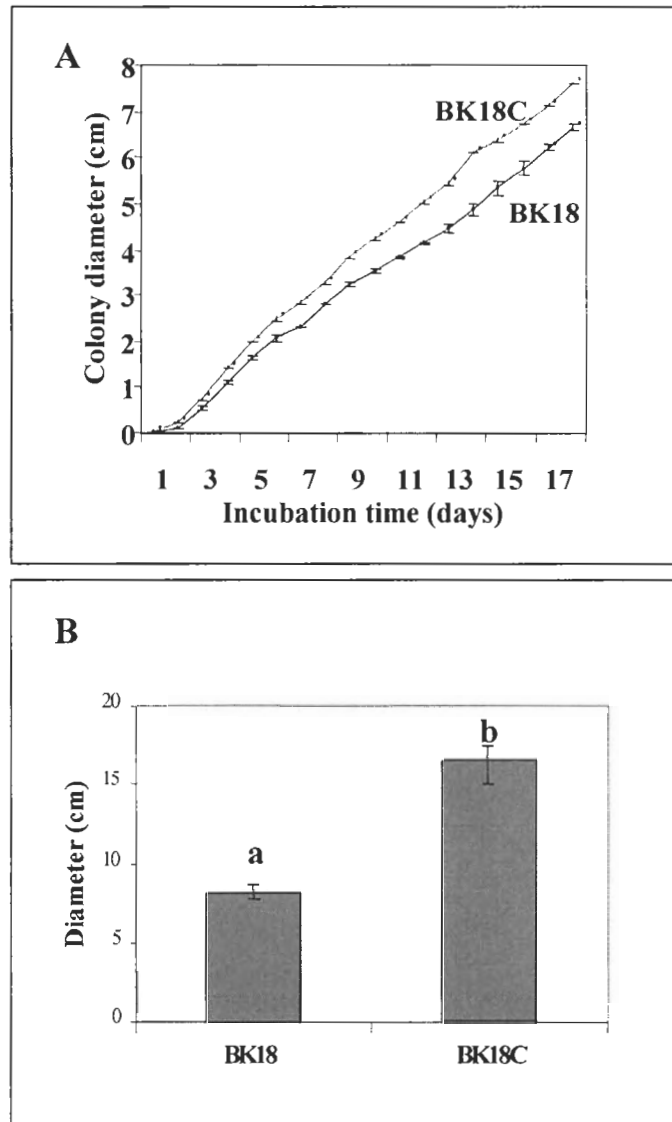 A
8
7
6
5
4
3
2
1
0
Colony diameter (cm)
BK18C
BK18
1 3 5 7 9 11 13 15 17
Incubation time (days)
B
20
15
10
5
0
Diameter (cm)
a
b
BK18 BK18C